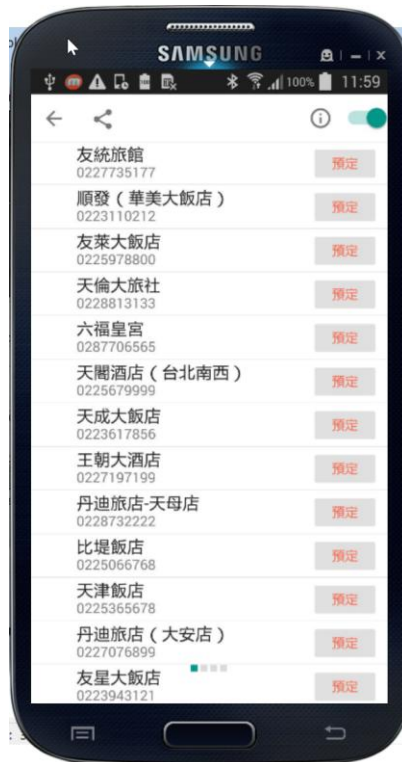 SAMSUNG
100% 11:59
友統旅館
預定
0227735177
順發（華美大飯店）
預定
0223110212
友萊大飯店
預定
0225978800
天倫大旅社
預定
0228813133
六福皇宮
預定
0287706565
天閣酒店（台北南西）
預定
0225679999
天成大飯店
預定
0223617856
王朝大酒店
預定
0227197199
丹迪旅店-天母店
預定
0228732222
比堤飯店
預定
0225066768
天津飯店
預定
0225365678
丹迪旅店（大安店）
預定
0227076899
友星大飯店
預定
0223943121